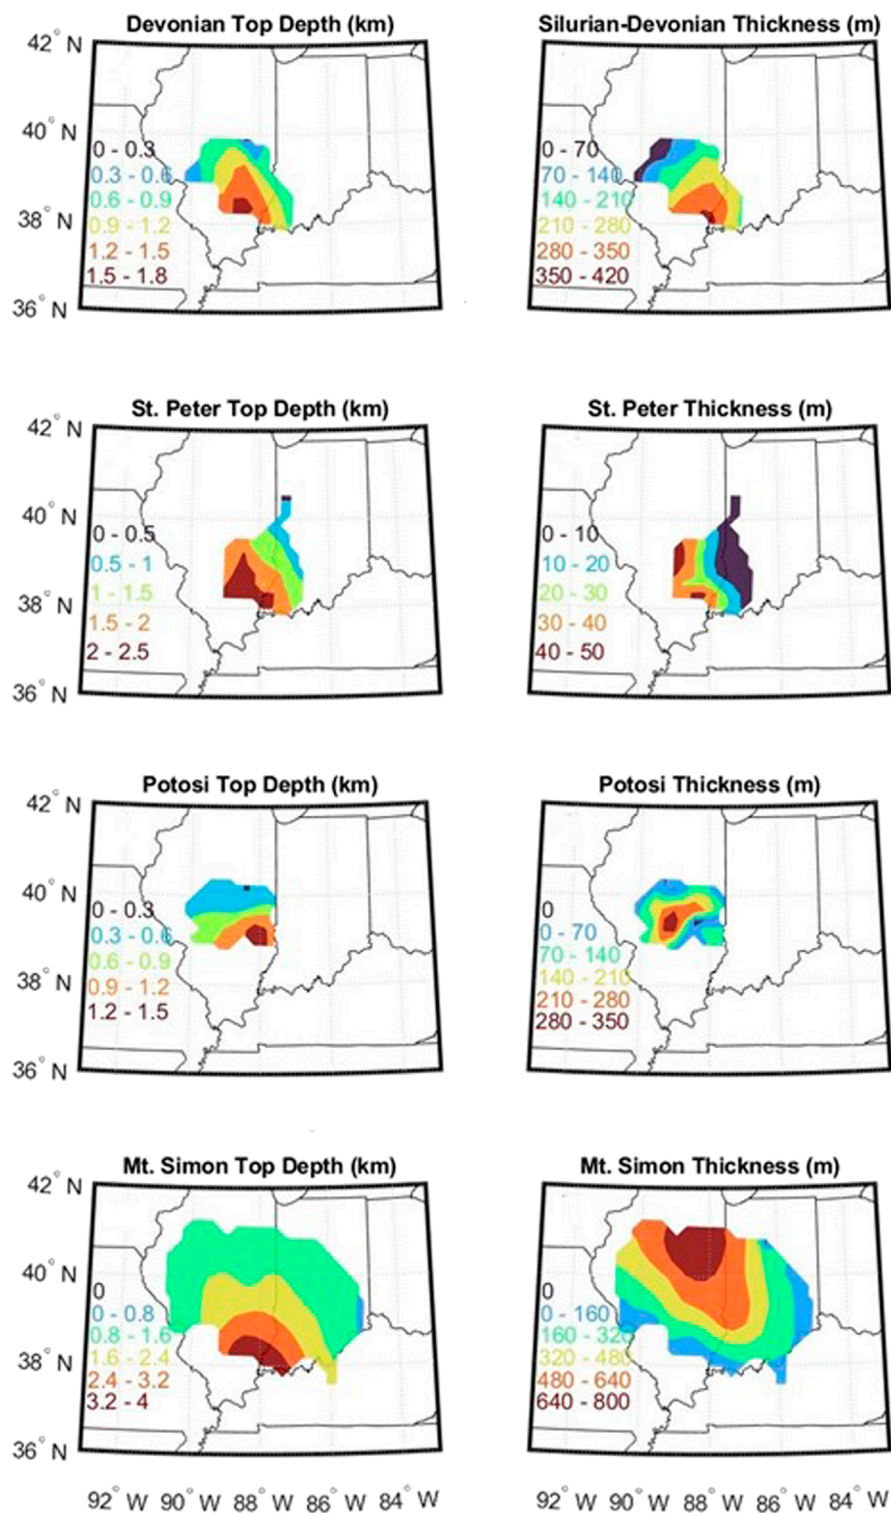 Devonian Top Depth (km)
Silurian-Devonian Thickness (m)
42° N
40° N
38° N
36° N
0 - 0.3
0.3 - 0.6
0.6 - 0.9
0.9 - 1.2
1.2 - 1.5
1.5 - 1.8
0 - 70
70 - 140
140 - 210
210 - 280
280 - 350
350 - 420
St. Peter Top Depth (km)
St. Peter Thickness (m)
42° N
40° N
38° N
36° N
0 - 0.5
0.5 - 1
1 - 1.5
1.5 - 2
2 - 2.5
0 - 10
10 - 20
20 - 30
30 - 40
40 - 50
Potosi Top Depth (km)
Potosi Thickness (m)
42° N
40° N
38° N
36° N
0 - 0.3
0.3 - 0.6
0.6 - 0.9
0.9 - 1.2
1.2 - 1.5
0
0 - 70
70 - 140
140 - 210
210 - 280
280 - 350
Mt. Simon Top Depth (km)
Mt. Simon Thickness (m)
42° N
40° N
38° N
36° N
0
0 - 0.8
0.8 - 1.6
1.6 - 2.4
2.4 - 3.2
3.2 - 4
0
0 - 160
160 - 320
320 - 480
480 - 640
640 - 800
92° W 90° W 88° W 86° W 84° W
92° W 90° W 88° W 86° W 84° W